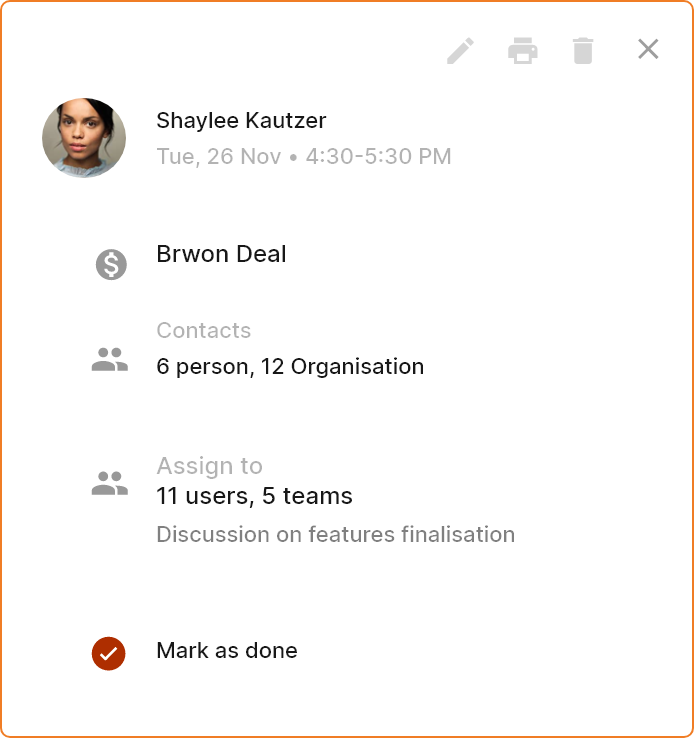 Shaylee Kautzer
Tue, 26 Nov • 4:30-5:30 PM
Brwon Deal
Contacts
6 person, 12 Organisation
Assign to
11 users, 5 teams
Discussion on features finalisation
Mark as done